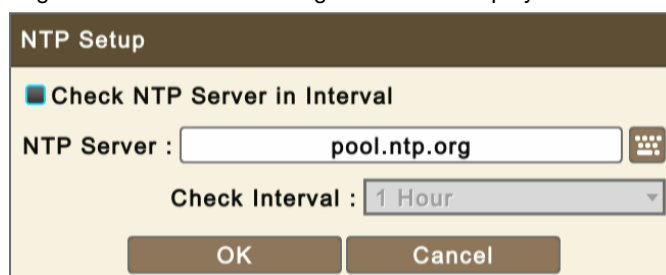 NTP Setup
Check NTP Server in Interval
NTP Server : pool.ntp.org
Check Interval : 1 Hour
OK Cancel